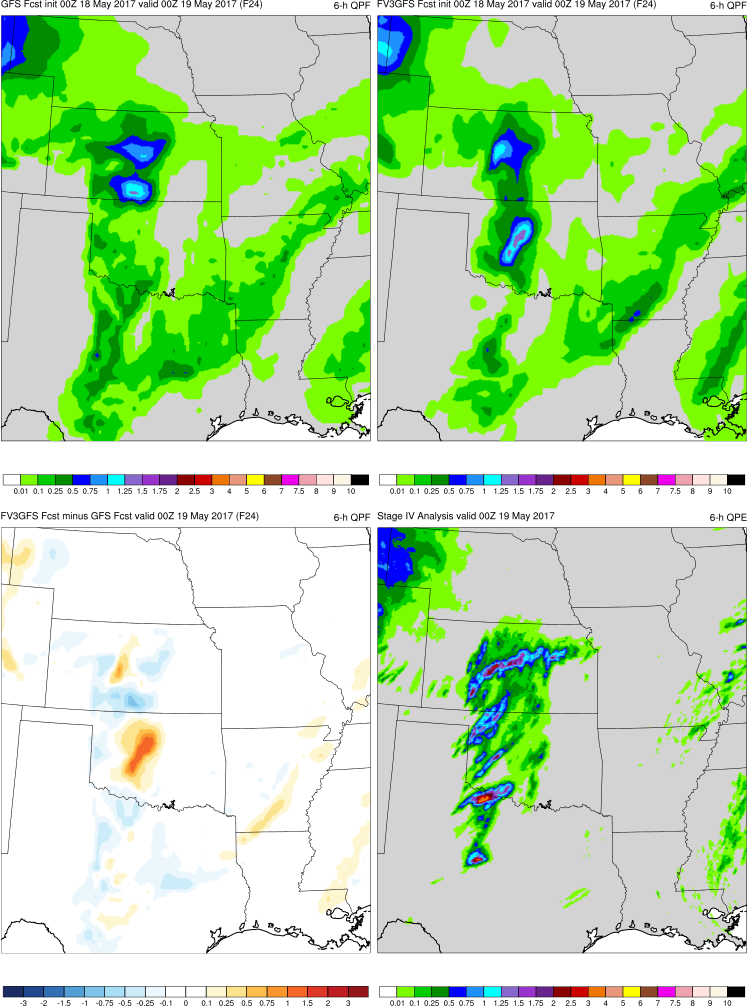 GFS Fcst init 00Z 18 May 2017 valid 00Z 19 May 2017 (F24) 6-h QPF
FV3GFS Fcst init 00Z 18 May 2017 valid 00Z 19 May 2017 (F24) 6-h QPF
0.01 0.1 0.25 0.5 0.75 1 1.25 1.5 1.75 2 2.5 3 4 5 6 7 7.5 8 9 10
0.01 0.1 0.25 0.5 0.75 1 1.25 1.5 1.75 2 2.5 3 4 5 6 7 7.5 8 9 10
FV3GFS Fcst minus GFS Fcst valid 00Z 19 May 2017 (F24) 6-h QPF
Stage IV Analysis valid 00Z 19 May 2017 6-h QPE
-3 -2 -1.5 -1 -0.75 -0.5 -0.25 -0.1 0 0.1 0.25 0.5 0.75 1 1.5 2 3
0.01 0.1 0.25 0.5 0.75 1 1.25 1.5 1.75 2 2.5 3 4 5 6 7 7.5 8 9 10